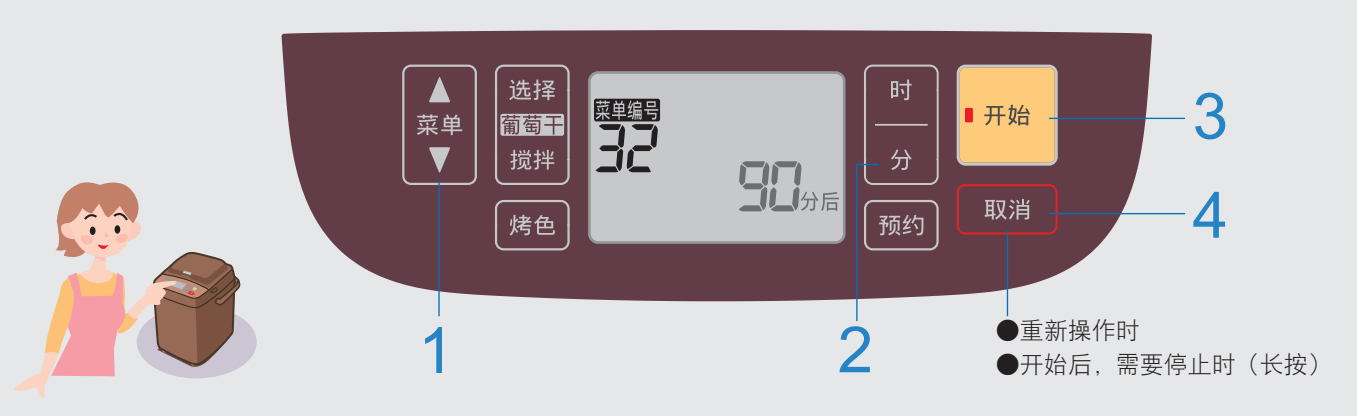 ▲
菜单
▼
选择
葡萄干
搅拌
烤色
菜单编号
32
90分后
时
分
预约
开始
取消
1
2
3
4
●重新操作时
●开始后，需要停止时（长按）